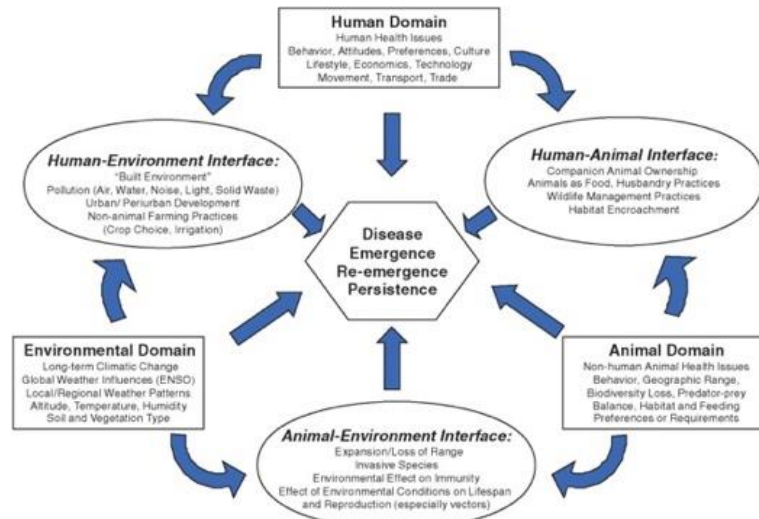 Human Domain
Human Health Issues
Behavior, Attitudes, Preferences, Culture
Lifestyle, Economics, Technology
Movement, Transport, Trade
Human-Environment Interface:
"Built Environment"
Pollution (Air, Water, Noise, Light, Solid Waste)
Urban/ Periurban Development
Non-animal Farming Practices
(Crop Choice, Irrigation)
Human-Animal Interface:
Companion Animal Ownership
Animals as Food, Husbandry Practices
Wildlife Management Practices
Habitat Encroachment
Disease
Emergence
Re-emergence
Persistence
Environmental Domain
Long-term Climatic Change
Global Weather Influences (ENSO)
Local/Regional Weather Patterns
Altitude, Temperature, Humidity
Soil and Vegetation Type
Animal Domain
Non-human Animal Health Issues
Behavior, Geographic Range,
Biodiversity Loss, Predator-prey
Balance, Habitat and Feeding
Preferences or Requirements
Animal-Environment Interface:
Expansion/Loss of Range
Invasive Species
Environmental Effect on Immunity
Effect of Environmental Conditions on Lifespan
and Reproduction (especially vectors)